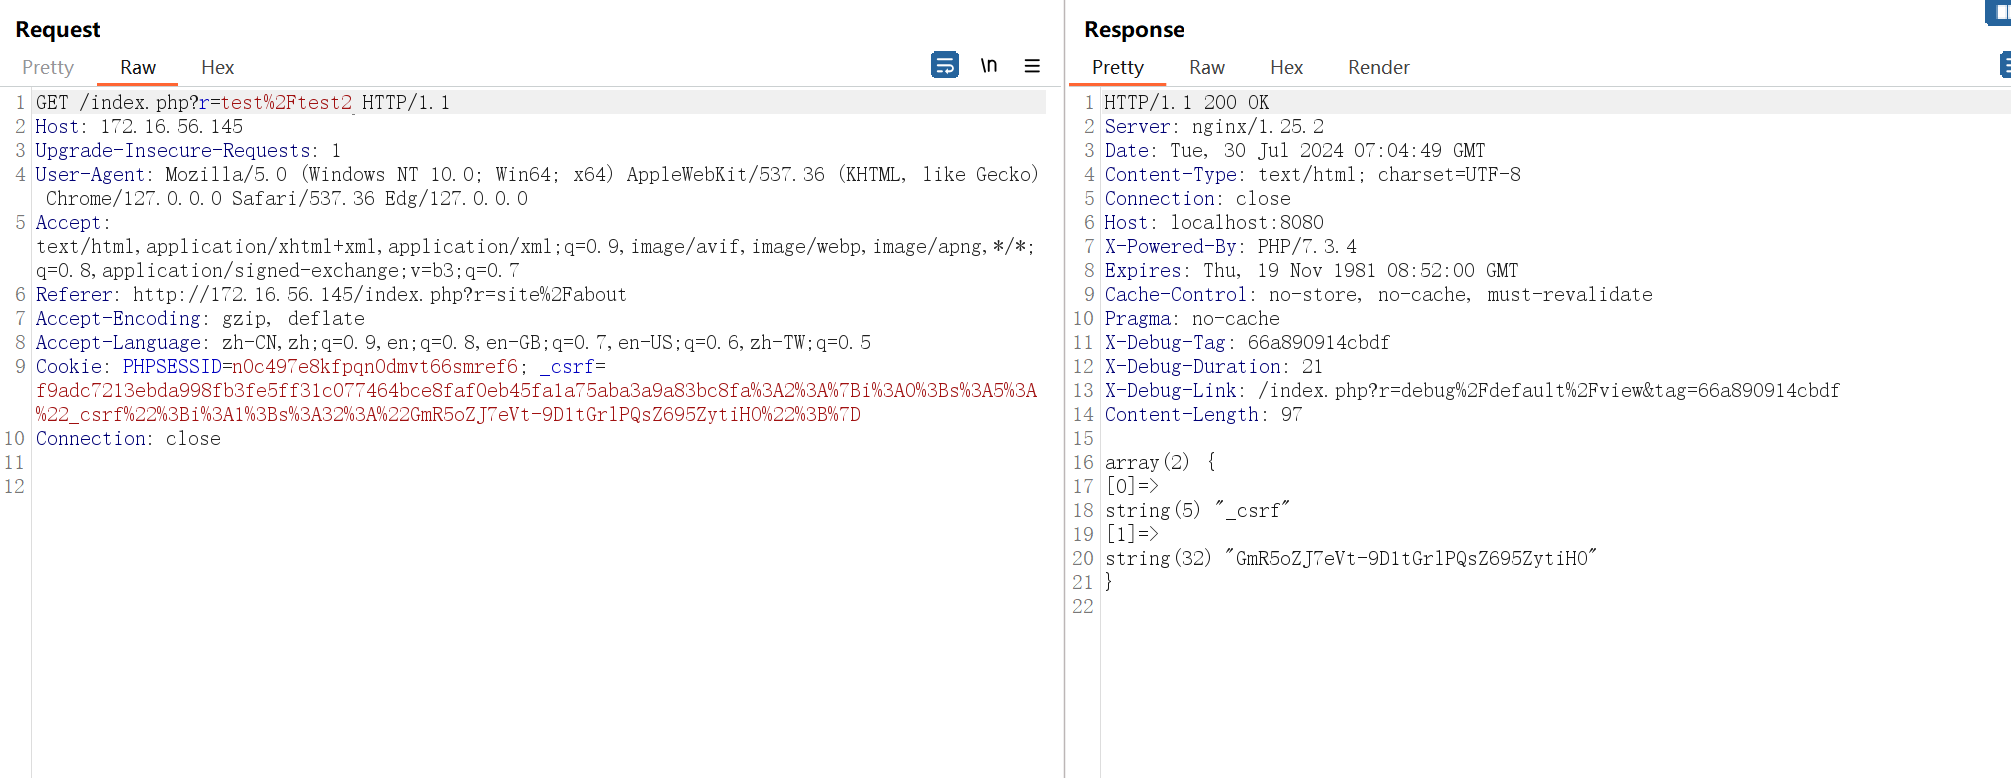 Request
Pretty Raw Hex
\n
1 GET /index.php?r=test%2Ftest2 HTTP/1.1
2 Host: 172.16.56.145
3 Upgrade-Insecure-Requests: 1
4 User-Agent: Mozilla/5.0 (Windows NT 10.0; Win64; x64) AppleWebKit/537.36 (KHTML, like Gecko)
Chrome/127.0.0.0 Safari/537.36 Edg/127.0.0.0
5 Accept:
text/html,application/xhtml+xml,application/xml;q=0.9,image/avif,image/webp,image/apng,*/*;
q=0.8,application/signed-exchange;v=b3;q=0.7
6 Referer: http://172.16.56.145/index.php?r=site%2Fabout
7 Accept-Encoding: gzip, deflate
8 Accept-Language: zh-CN,zh;q=0.9,en;q=0.8,en-GB;q=0.7,en-US;q=0.6,zh-TW;q=0.5
9 Cookie: PHPSESSID=n0c497e8kfpqn0dmvt66smref6; _csrf=
f9adc7213ebda998fb3fe5ff31c077464bce8faf0eb45fa1a75aba3a9a83bc8fa%3A2%3A%7Bi%3A0%3Bs%3A5%3A
%22_csrf%22%3Bi%3A1%3Bs%3A32%3A%22GmR5oZJ7eVt-9D1tGrlPQsZ695ZytiH0%22%3B%7D
10 Connection: close
11
12
Response
Pretty Raw Hex Render
1 HTTP/1.1 200 OK
2 Server: nginx/1.25.2
3 Date: Tue, 30 Jul 2024 07:04:49 GMT
4 Content-Type: text/html; charset=UTF-8
5 Connection: close
6 Host: localhost:8080
7 X-Powered-By: PHP/7.3.4
8 Expires: Thu, 19 Nov 1981 08:52:00 GMT
9 Cache-Control: no-store, no-cache, must-revalidate
10 Pragma: no-cache
11 X-Debug-Tag: 66a890914cbdf
12 X-Debug-Duration: 21
13 X-Debug-Link: /index.php?r=debug%2Fdefault%2Fview&tag=66a890914cbdf
14 Content-Length: 97
15
16 array(2) {
17 [0]=>
18 string(5) "_csrf"
19 [1]=>
20 string(32) "GmR5oZJ7eVt-9D1tGrlPQsZ695ZytiH0"
21 }
22